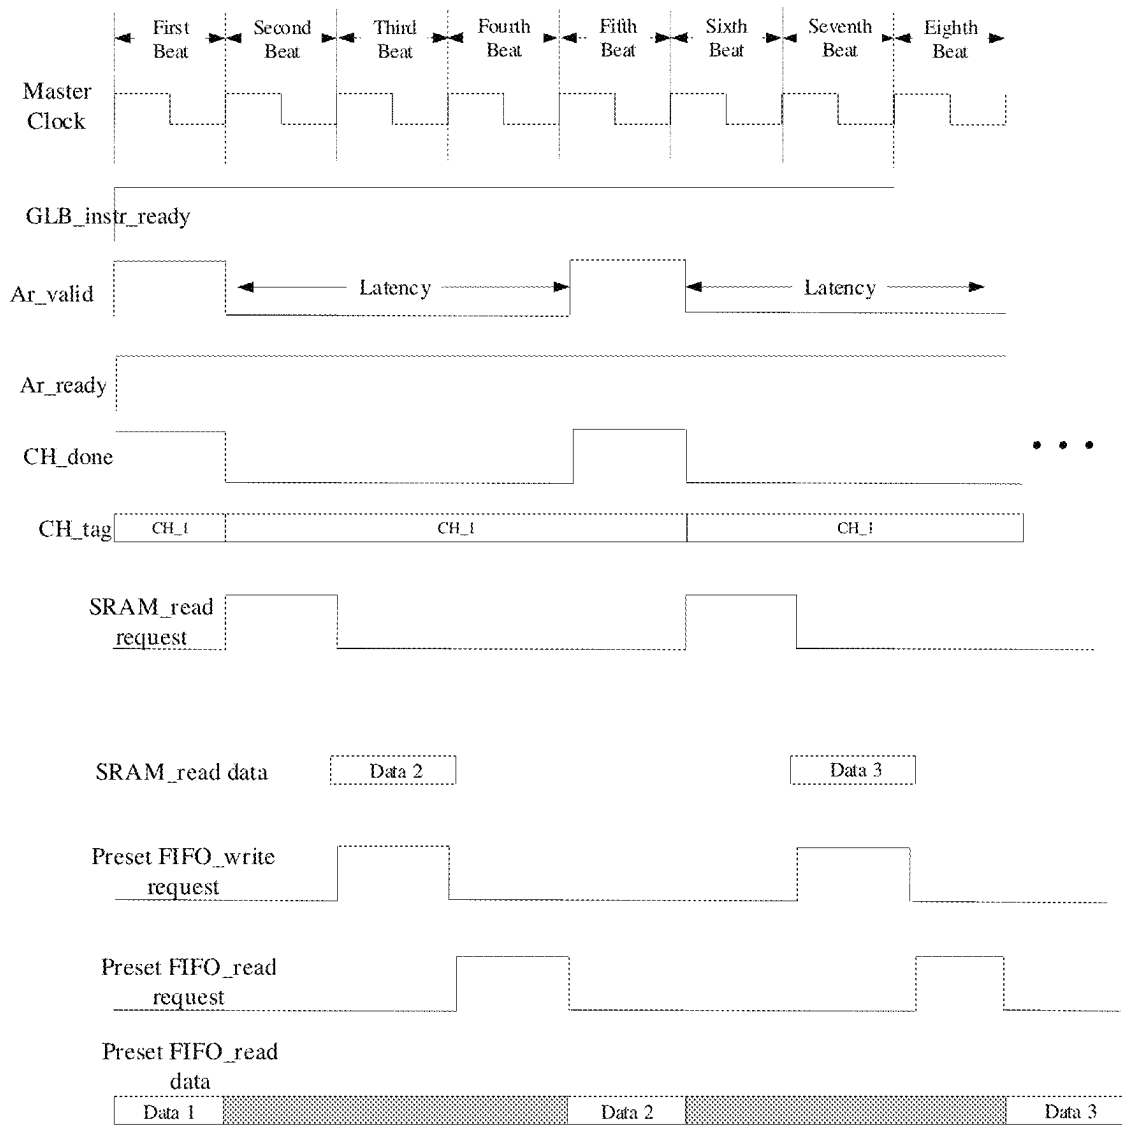 First Second Third Fourth Fifth Sixth Seventh Eighth
Beat Beat Beat Beat Beat Beat Beat Beat
Master
Clock
GLB_instr_ready
Ar_valid Latency Latency
Ar_ready
CH_done
CH_tag CH_1 CH_1 CH_1
SRAM_read
request
SRAM_read data Data 2 Data 3
Preset FIFO_write
request
Preset FIFO_read
request
Preset FIFO_read
data
Data 1 Data 2 Data 3